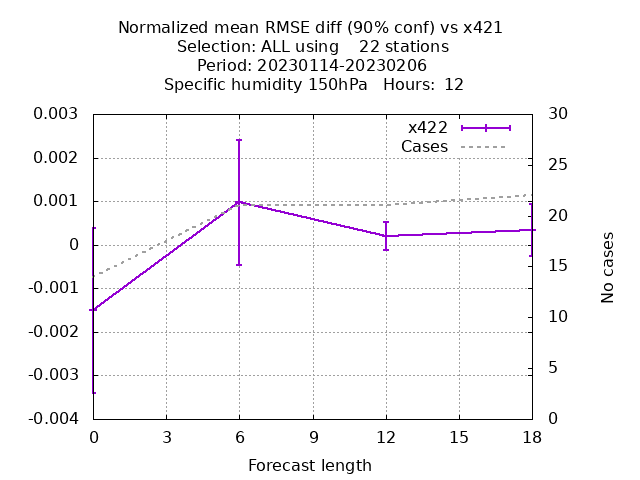 Normalized mean RMSE diff (90% conf) vs x421
Selection: ALL using    22 stations
Period: 20230114-20230206
Specific humidity 150hPa   Hours:  12
x422
Cases
0.003
0.002
0.001
0
-0.001
-0.002
-0.003
-0.004
30
25
20
15
10
5
0
No cases
0 3 6 9 12 15 18
Forecast length